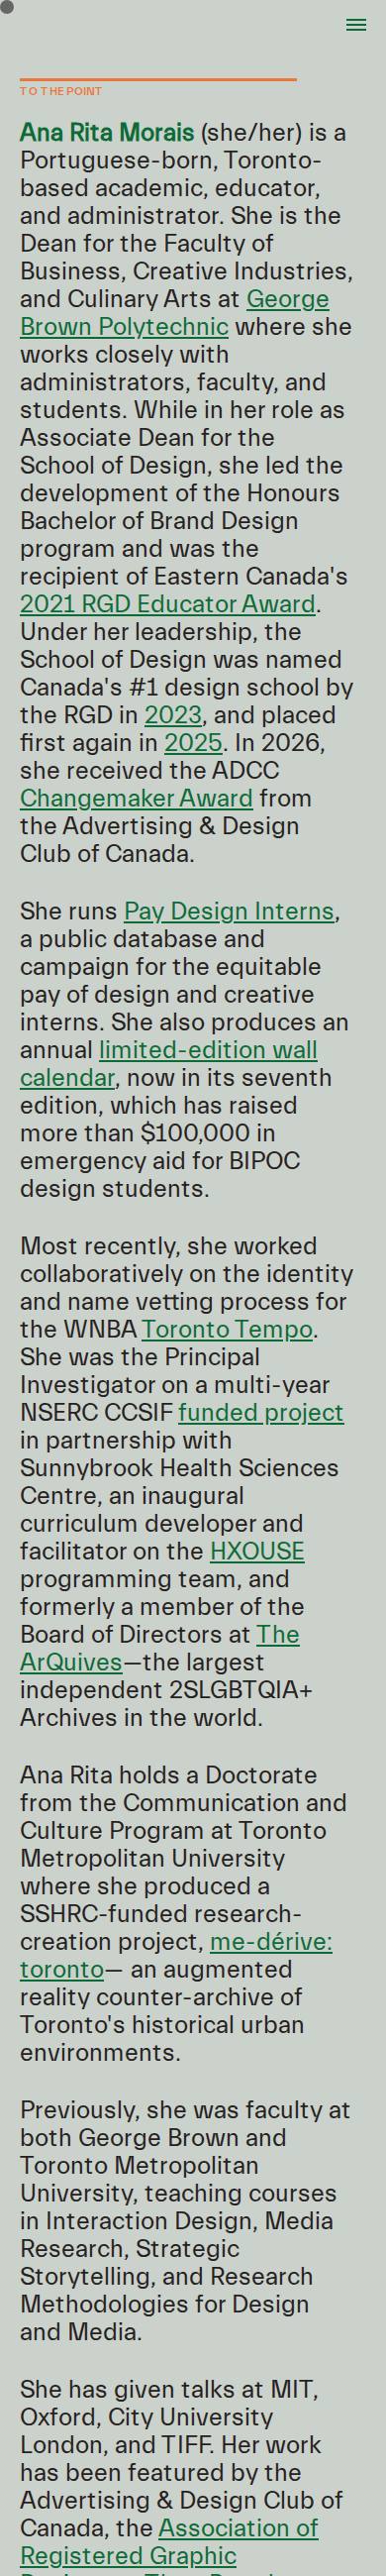 TO THE POINT
Ana Rita Morais (she/her) is a
Portuguese-born, Toronto-
based academic, educator,
and administrator. She is the
Dean for the Faculty of
Business, Creative Industries,
and Culinary Arts at George
Brown Polytechnic where she
works closely with
administrators, faculty, and
students. While in her role as
Associate Dean for the
School of Design, she led the
development of the Honours
Bachelor of Brand Design
program and was the
recipient of Eastern Canada's
2021 RGD Educator Award.
Under her leadership, the
School of Design was named
Canada's #1 design school by
the RGD in 2023, and placed
first again in 2025. In 2026,
she received the ADCC
Changemaker Award from
the Advertising & Design
Club of Canada.
She runs Pay Design Interns,
a public database and
campaign for the equitable
pay of design and creative
interns. She also produces an
annual limited-edition wall
calendar, now in its seventh
edition, which has raised
more than $100,000 in
emergency aid for BIPOC
design students.
Most recently, she worked
collaboratively on the identity
and name vetting process for
the WNBA Toronto Tempo.
She was the Principal
Investigator on a multi-year
NSERC CCSIF funded project
in partnership with
Sunnybrook Health Sciences
Centre, an inaugural
curriculum developer and
facilitator on the HXOUSE
programming team, and
formerly a member of the
Board of Directors at The
ArQuives—the largest
independent 2SLGBTQIA+
Archives in the world.
Ana Rita holds a Doctorate
from the Communication and
Culture Program at Toronto
Metropolitan University
where she produced a
SSHRC-funded research-
creation project, me-dérive:
toronto— an augmented
reality counter-archive of
Toronto's historical urban
environments.
Previously, she was faculty at
both George Brown and
Toronto Metropolitan
University, teaching courses
in Interaction Design, Media
Research, Strategic
Storytelling, and Research
Methodologies for Design
and Media.
She has given talks at MIT,
Oxford, City University
London, and TIFF. Her work
has been featured by the
Advertising & Design Club of
Canada, the Association of
Registered Graphic